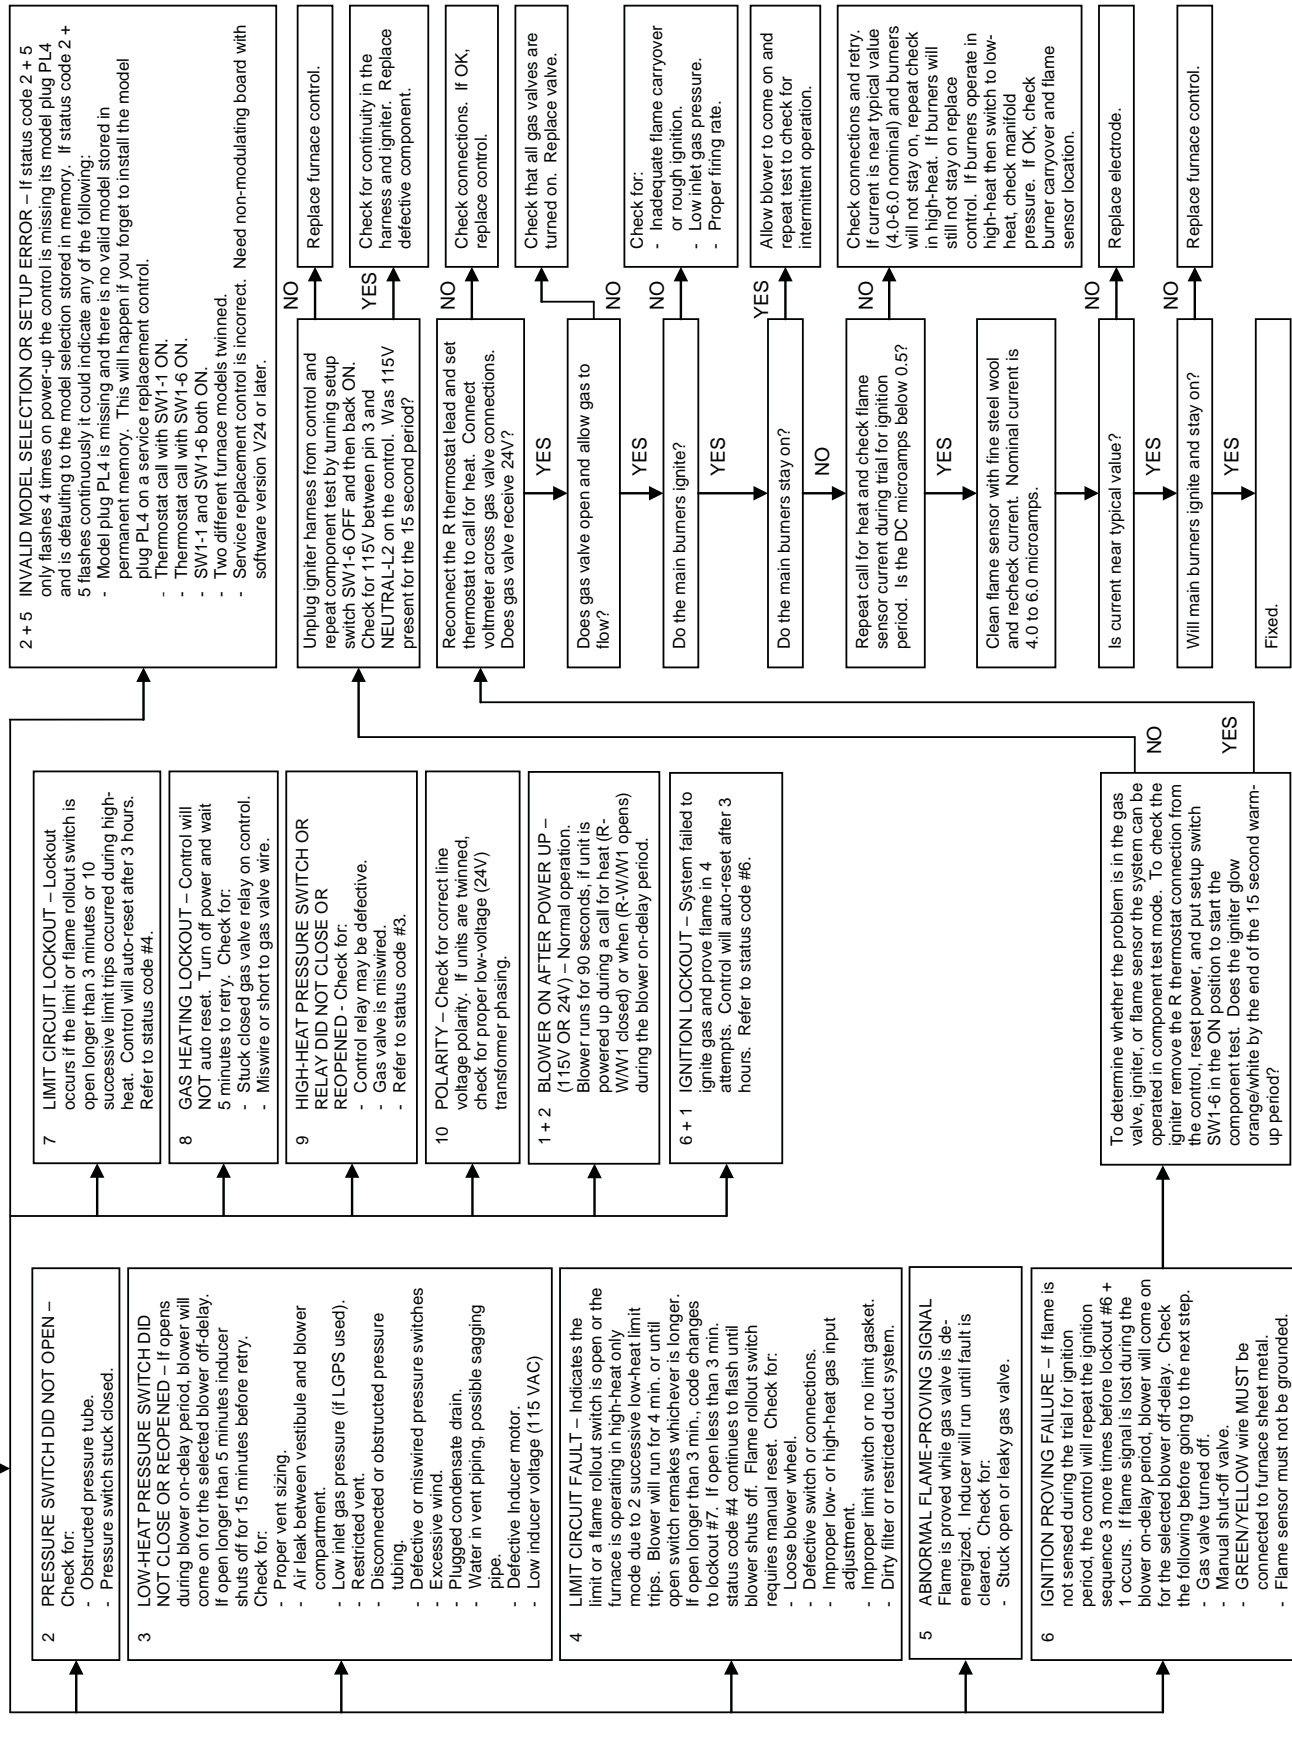 2 PRESSURE SWITCH DID NOT OPEN –
Check for:
- Obstructed pressure tube.
- Pressure switch stuck closed.
3 LOW-HEAT PRESSURE SWITCH DID
NOT CLOSE OR REOPENED – If opens
during blower on-delay period, blower will
come on for the selected blower off-delay.
If open longer than 5 minutes inducer
shuts off for 15 minutes before retry.
Check for:
- Proper vent sizing.
- Air leak between vestibule and blower
compartment.
- Low inlet gas pressure (if LGPS used).
- Restricted vent.
- Disconnected or obstructed pressure
tubing.
- Defective or miswired pressure switches
- Excessive wind.
- Plugged condensate drain.
- Water in vent piping, possible sagging
pipe.
- Defective Inducer motor.
- Low inducer voltage (115 VAC)
4 LIMIT CIRCUIT FAULT – Indicates the
limit or a flame rollout switch is open or the
furnace is operating in high-heat only
mode due to 2 successive low-heat limit
trips. Blower will run for 4 min. or until
open switch remakes whichever is longer.
If open longer than 3 min., code changes
to lockout #7. If open less than 3 min.
status code #4 continues to flash until
blower shuts off. Flame rollout switch
requires manual reset. Check for:
- Loose blower wheel.
- Defective switch or connections.
- Improper low- or high-heat gas input
adjustment.
- Improper limit switch or no limit gasket.
- Dirty filter or restricted duct system.
5 ABNORMAL FLAME-PROVING SIGNAL
Flame is proved while gas valve is de-
energized. Inducer will run until fault is
cleared. Check for:
- Stuck open or leaky gas valve.
6 IGNITION PROVING FAILURE – If flame is
not sensed during the trial for ignition
period, the control will repeat the ignition
sequence 3 more times before lockout #6 +
1 occurs. If flame signal is lost during the
blower on-delay period, blower will come on
for the selected blower off-delay. Check
the following before going to the next step.
- Gas valve turned off.
- Manual shut-off valve.
- GREEN/YELLOW wire MUST be
connected to furnace sheet metal.
- Flame sensor must not be grounded.
7 LIMIT CIRCUIT LOCKOUT – Lockout
occurs if the limit or flame rollout switch is
open longer than 3 minutes or 10
successive limit trips occurred during high-
heat. Control will auto-reset after 3 hours.
Refer to status code #4.
8 GAS HEATING LOCKOUT – Control will
NOT auto reset. Turn off power and wait
5 minutes to retry. Check for:
- Stuck closed gas valve relay on control.
- Miswire or short to gas valve wire.
9 HIGH-HEAT PRESSURE SWITCH OR
RELAY DID NOT CLOSE OR
REOPENED - Check for:
- Control relay may be defective.
- Gas valve is miswired.
- Refer to status code #3.
10 POLARITY – Check for correct line
voltage polarity. If units are twinned,
check for proper low-voltage (24V)
transformer phasing.
1 + 2 BLOWER ON AFTER POWER UP –
(115V OR 24V) – Normal operation.
Blower runs for 90 seconds, if unit is
powered up during a call for heat (R-
W/W1 closed) or when (R-W/W1 opens)
during the blower on-delay period.
6 + 1 IGNITION LOCKOUT – System failed to
ignite gas and prove flame in 4
attempts. Control will auto-reset after 3
hours. Refer to status code #6.
To determine whether the problem is in the gas
valve, igniter, or flame sensor the system can be
operated in component test mode. To check the
igniter remove the R thermostat connection from
the control, reset power, and put setup switch
SW1-6 in the ON position to start the
component test. Does the igniter glow
orange/white by the end of the 15 second warm-
up period?
NO
YES
2 + 5 INVALID MODEL SELECTION OR SETUP ERROR – If status code 2 + 5
only flashes 4 times on power-up the control is missing its model plug PL4
and is defaulting to the model selection stored in memory. If status code 2 +
5 flashes continuously it could indicate any of the following:
- Model plug PL4 is missing and there is no valid model stored in
permanent memory. This will happen if you forget to install the model
plug PL4 on a service replacement control.
- Thermostat call with SW1-1 ON.
- Thermostat call with SW1-6 ON.
- SW1-1 and SW1-6 both ON.
- Two different furnace models twinned.
- Service replacement control is incorrect. Need non-modulating board with
software version V24 or later.
Unplug igniter harness from control and
repeat component test by turning setup
switch SW1-6 OFF and then back ON.
Check for 115V between pin 3 and
NEUTRAL-L2 on the control. Was 115V
present for the 15 second period?
NO
Replace furnace control.
YES
Check for continuity in the
harness and igniter. Replace
defective component.
Reconnect the R thermostat lead and set
thermostat to call for heat. Connect
voltmeter across gas valve connections.
Does gas valve receive 24V?
NO
Check connections. If OK,
replace control.
YES
Does gas valve open and allow gas to
flow?
NO
Check that all gas valves are
turned on. Replace valve.
YES
Do the main burners ignite?
NO
Check for:
- Inadequate flame carryover
or rough ignition.
- Low inlet gas pressure.
- Proper firing rate.
YES
Do the main burners stay on?
YES
Allow blower to come on and
repeat test to check for
intermittent operation.
NO
Repeat call for heat and check flame
sensor current during trial for ignition
period. Is the DC microamps below 0.5?
NO
Check connections and retry.
If current is near typical value
(4.0-6.0 nominal) and burners
will not stay on, repeat check
in high-heat. If burners will
still not stay on replace
control. If burners operate in
high-heat then switch to low-
heat, check manifold
pressure. If OK, check
burner carryover and flame
sensor location.
YES
Clean flame sensor with fine steel wool
and recheck current. Nominal current is
4.0 to 6.0 microamps.
Is current near typical value?
NO
Replace electrode.
YES
Will main burners ignite and stay on?
NO
Replace furnace control.
YES
Fixed.